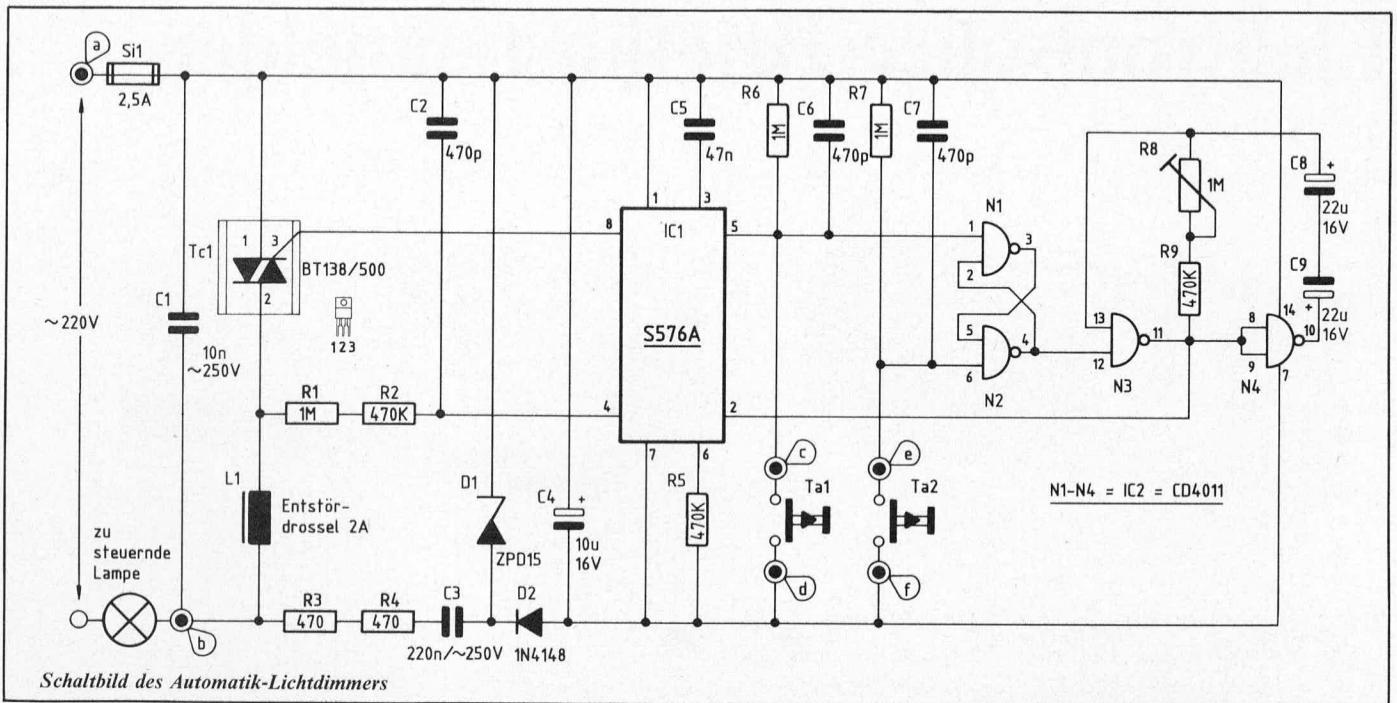 a
Si1
2,5A
C2
470p
C5
47n
R6
1M
C6
470p
R7
1M
C7
470p
R8
1M
C8
+
22u
16V
C9
+
22u
16V
R9
470K
1
3
8
IC1
5
S576A
4
2
7
6
N1
1
2
3
5
6
4
N2
13
12
11
N3
8
9
14
10
7
N4
Tc1
1
3
2
BT138/500
123
~220V
C1
10n
~250V
R1
1M
R2
470K
L1
Entstör-
drossel 2A
D1
ZPD15
C4
+
10u
16V
R5
470K
c
Ta1
d
e
Ta2
f
N1-N4 = IC2 = CD4011
zu
steuernde
Lampe
b
R3
470
R4
470
C3
220n/~250V
D2
1N4148
Schaltbild des Automatik-Lichtdimmers